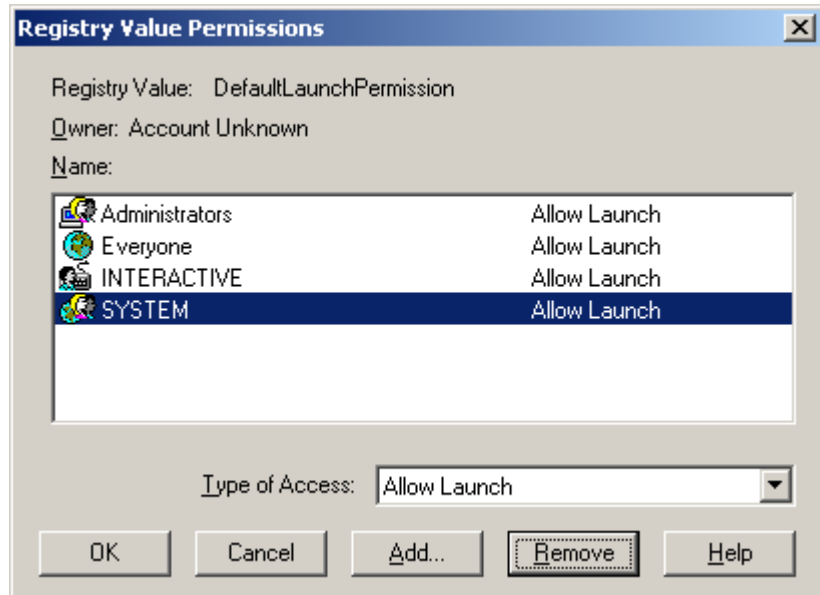 Registry Value Permissions
Registry Value: DefaultLaunchPermission
Owner: Account Unknown
Name:
Administrators Allow Launch
Everyone Allow Launch
INTERACTIVE Allow Launch
SYSTEM Allow Launch
Type of Access: Allow Launch
OK Cancel Add... Remove Help